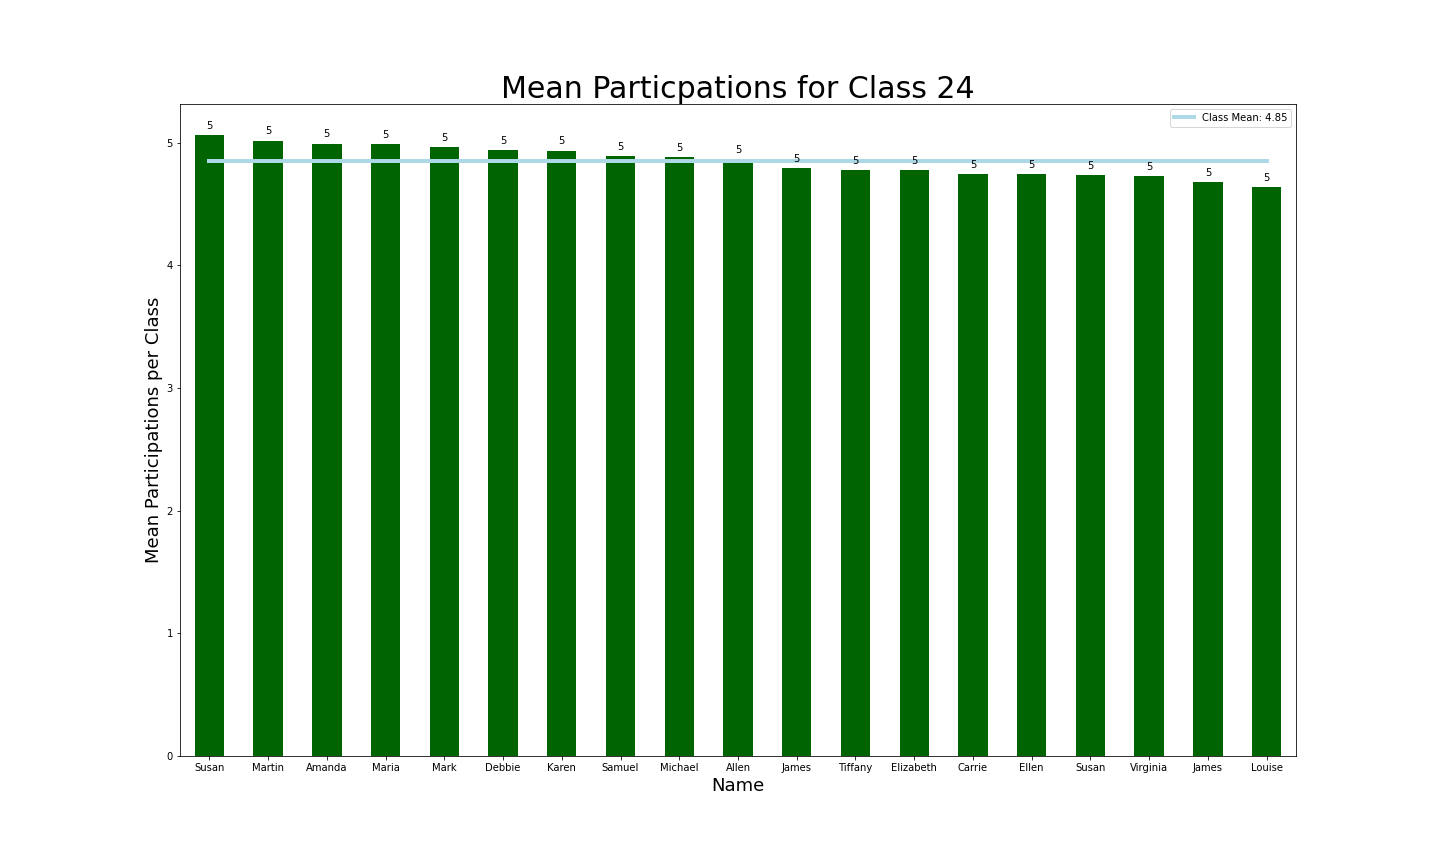 Mean Particpations for Class 24
Class Mean: 4.85
5 5 5 5 5 5 5 5 5 5 5 5 5 5 5 5 5 5 5
5
4
3
2
1
0
Mean Participations per Class
Susan Martin Amanda Maria Mark Debbie Karen Samuel Michael Allen James Tiffany Elizabeth Carrie Ellen Susan Virginia James Louise
Name